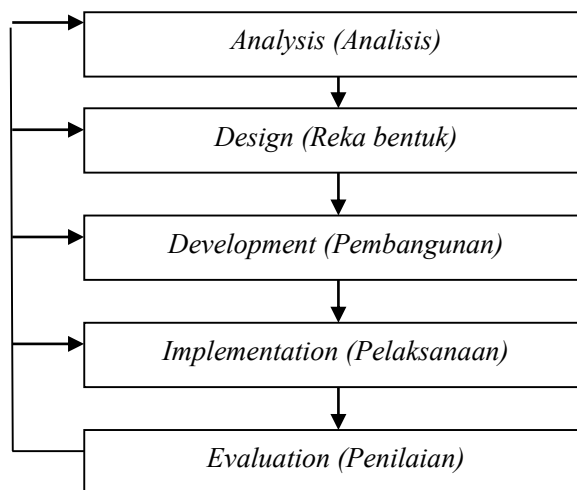 Analysis (Analisis)
Design (Reka bentuk)
Development (Pembangunan)
Implementation (Pelaksanaan)
Evaluation (Penilaian)